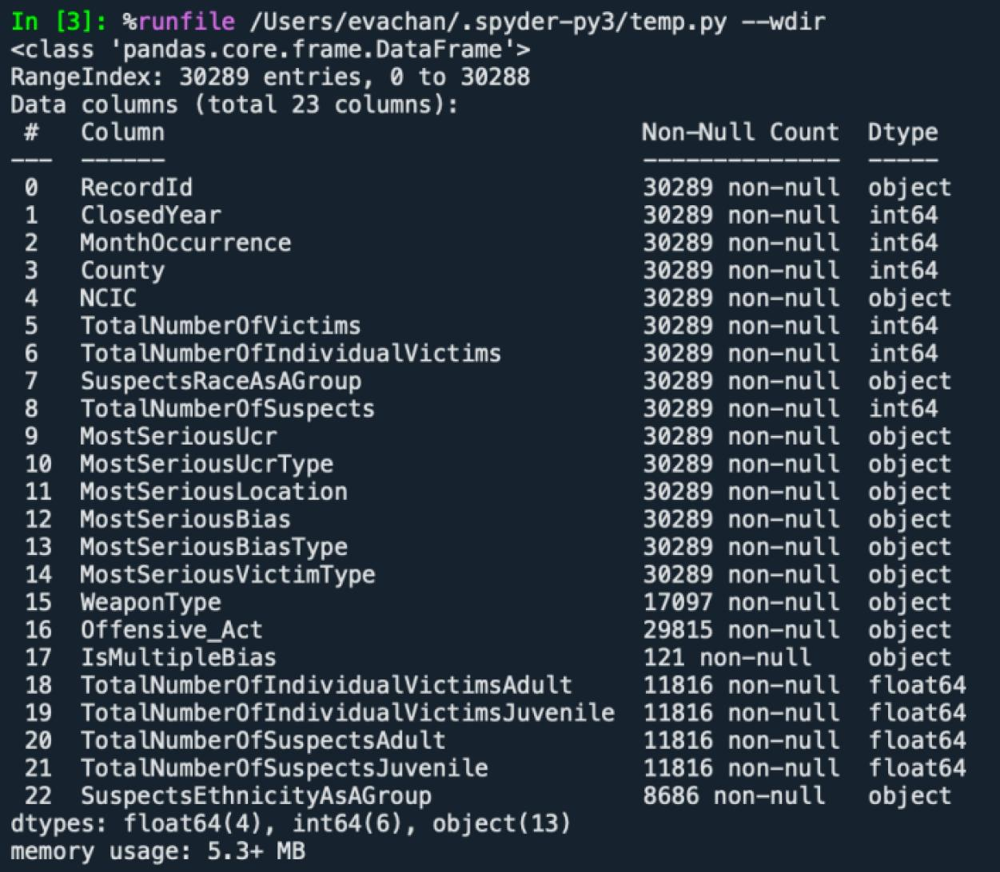 In [3]: %runfile /Users/evachan/.spyder-py3/temp.py --wdir
<class 'pandas.core.frame.DataFrame'>
RangeIndex: 30289 entries, 0 to 30288
Data columns (total 23 columns):
 #   Column                                  Non-Null Count  Dtype
---  ------                                  --------------  -----
 0   RecordId                                30289 non-null  object
 1   ClosedYear                              30289 non-null  int64
 2   MonthOccurrence                         30289 non-null  int64
 3   County                                  30289 non-null  int64
 4   NCIC                                    30289 non-null  object
 5   TotalNumberOfVictims                    30289 non-null  int64
 6   TotalNumberOfIndividualVictims          30289 non-null  int64
 7   SuspectsRaceAsAGroup                    30289 non-null  object
 8   TotalNumberOfSuspects                   30289 non-null  int64
 9   MostSeriousUcr                          30289 non-null  object
 10  MostSeriousUcrType                      30289 non-null  object
 11  MostSeriousLocation                     30289 non-null  object
 12  MostSeriousBias                         30289 non-null  object
 13  MostSeriousBiasType                     30289 non-null  object
 14  MostSeriousVictimType                   30289 non-null  object
 15  WeaponType                              17097 non-null  object
 16  Offensive_Act                           29815 non-null  object
 17  IsMultipleBias                          121 non-null    object
 18  TotalNumberOfIndividualVictimsAdult     11816 non-null  float64
 19  TotalNumberOfIndividualVictimsJuvenile  11816 non-null  float64
 20  TotalNumberOfSuspectsAdult              11816 non-null  float64
 21  TotalNumberOfSuspectsJuvenile           11816 non-null  float64
 22  SuspectsEthnicityAsAGroup               8686 non-null   object
dtypes: float64(4), int64(6), object(13)
memory usage: 5.3+ MB